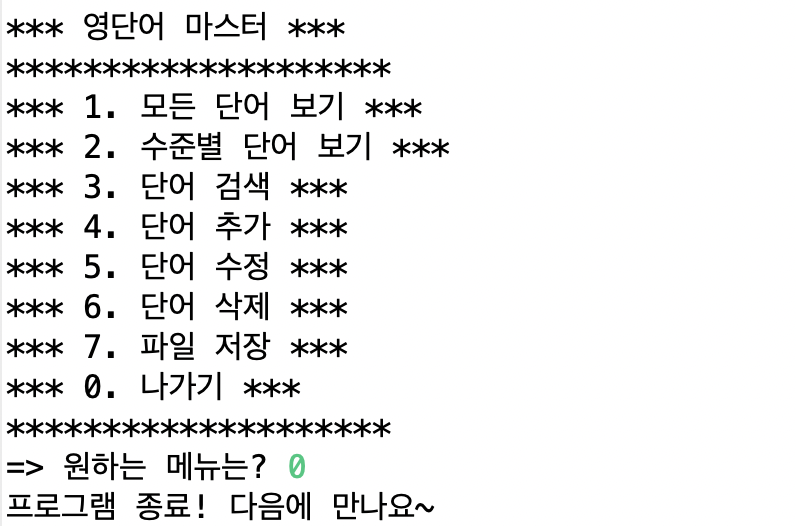 *** 영단어 마스터 ***
********************
*** 1. 모든 단어 보기 ***
*** 2. 수준별 단어 보기 ***
*** 3. 단어 검색 ***
*** 4. 단어 추가 ***
*** 5. 단어 수정 ***
*** 6. 단어 삭제 ***
*** 7. 파일 저장 ***
*** 0. 나가기 ***
********************
=> 원하는 메뉴는? 0
프로그램 종료! 다음에 만나요~